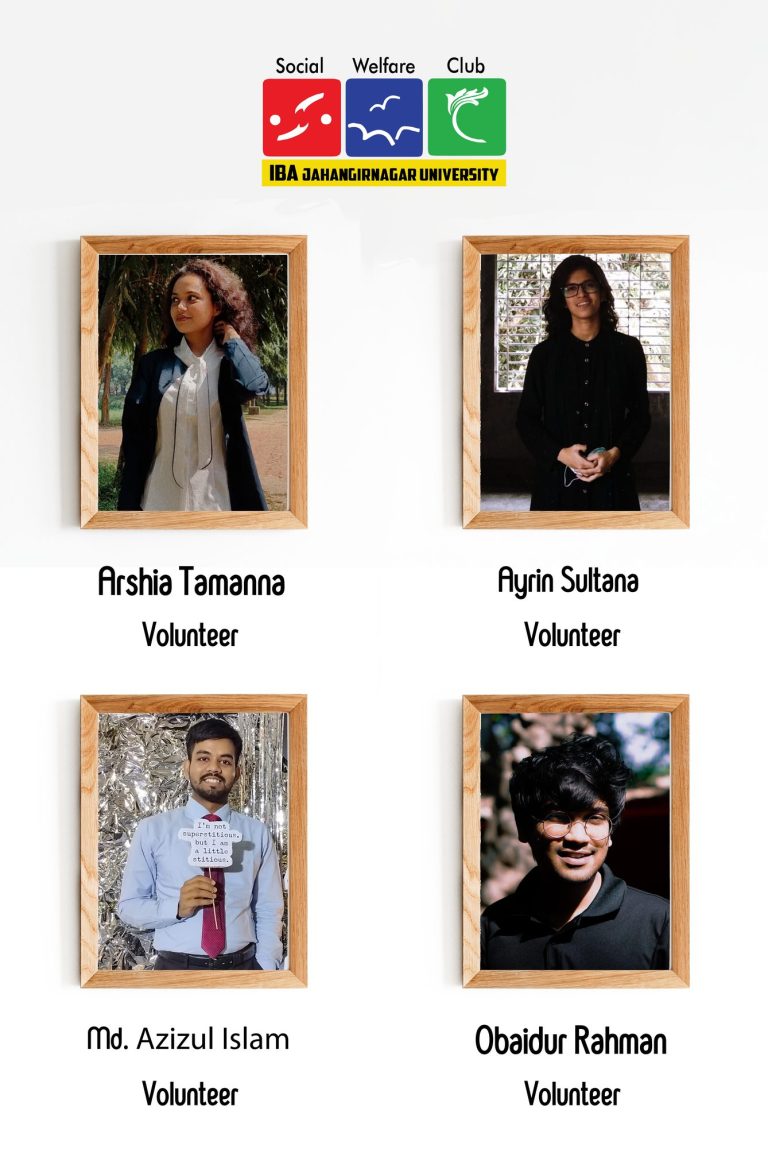 Social Welfare Club
IBA JAHANGIRNAGAR UNIVERSITY
Arshia Tamanna
Volunteer
Ayrin Sultana
Volunteer
I'm not
superstitious,
but I am
a little
stitious.
Md. Azizul Islam
Volunteer
Obaidur Rahman
Volunteer